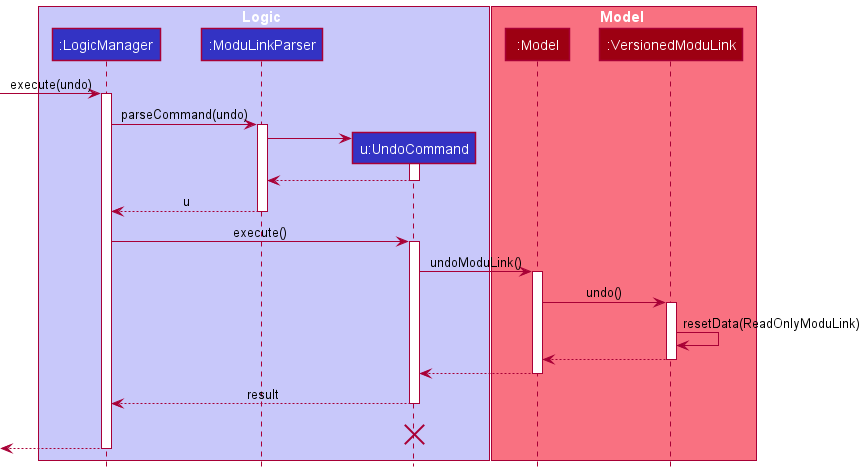 Logic
Model
:LogicManager
:ModuLinkParser
:Model
:VersionedModuLink
execute(undo)
parseCommand(undo)
u:UndoCommand
u
execute()
undoModuLink()
undo()
resetData(ReadOnlyModuLink)
result